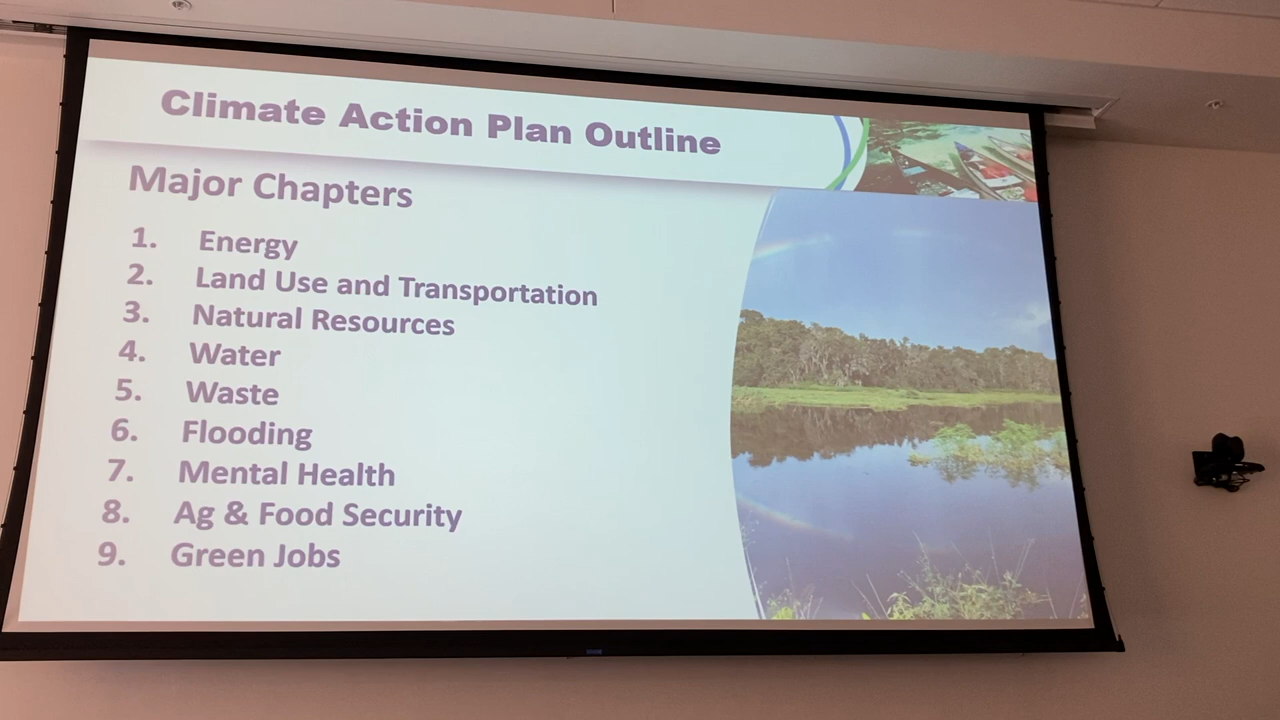 Climate Action Plan Outline
Major Chapters
1. Energy
2. Land Use and Transportation
3. Natural Resources
4. Water
5. Waste
6. Flooding
7. Mental Health
8. Ag & Food Security
9. Green Jobs